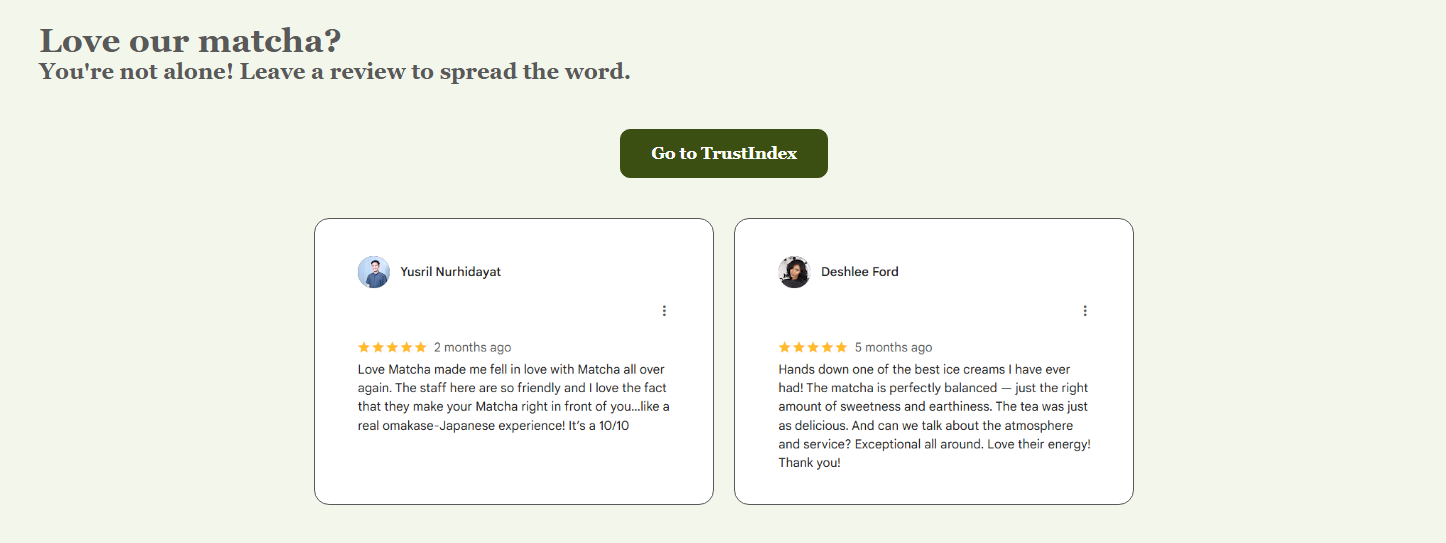 Love our matcha?
You're not alone! Leave a review to spread the word.
Go to TrustIndex
Yusril Nurhidayat
2 months ago
Love Matcha made me fell in love with Matcha all over
again. The staff here are so friendly and I love the fact
that they make your Matcha right in front of you...like a
real omakase-Japanese experience! It’s a 10/10
Deshlee Ford
5 months ago
Hands down one of the best ice creams I have ever
had! The matcha is perfectly balanced — just the right
amount of sweetness and earthiness. The tea was just
as delicious. And can we talk about the atmosphere
and service? Exceptional all around. Love their energy!
Thank you!